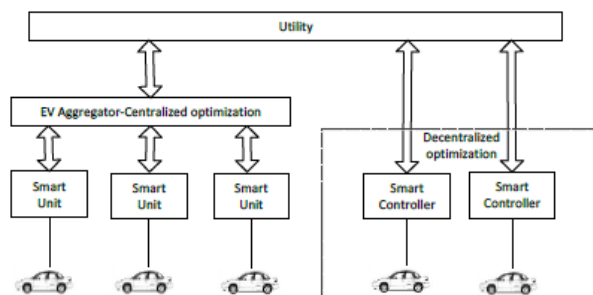 Utility
EV Aggregator-Centralized optimization
Decentralized
optimization
Smart
Unit
Smart
Unit
Smart
Unit
Smart
Controller
Smart
Controller